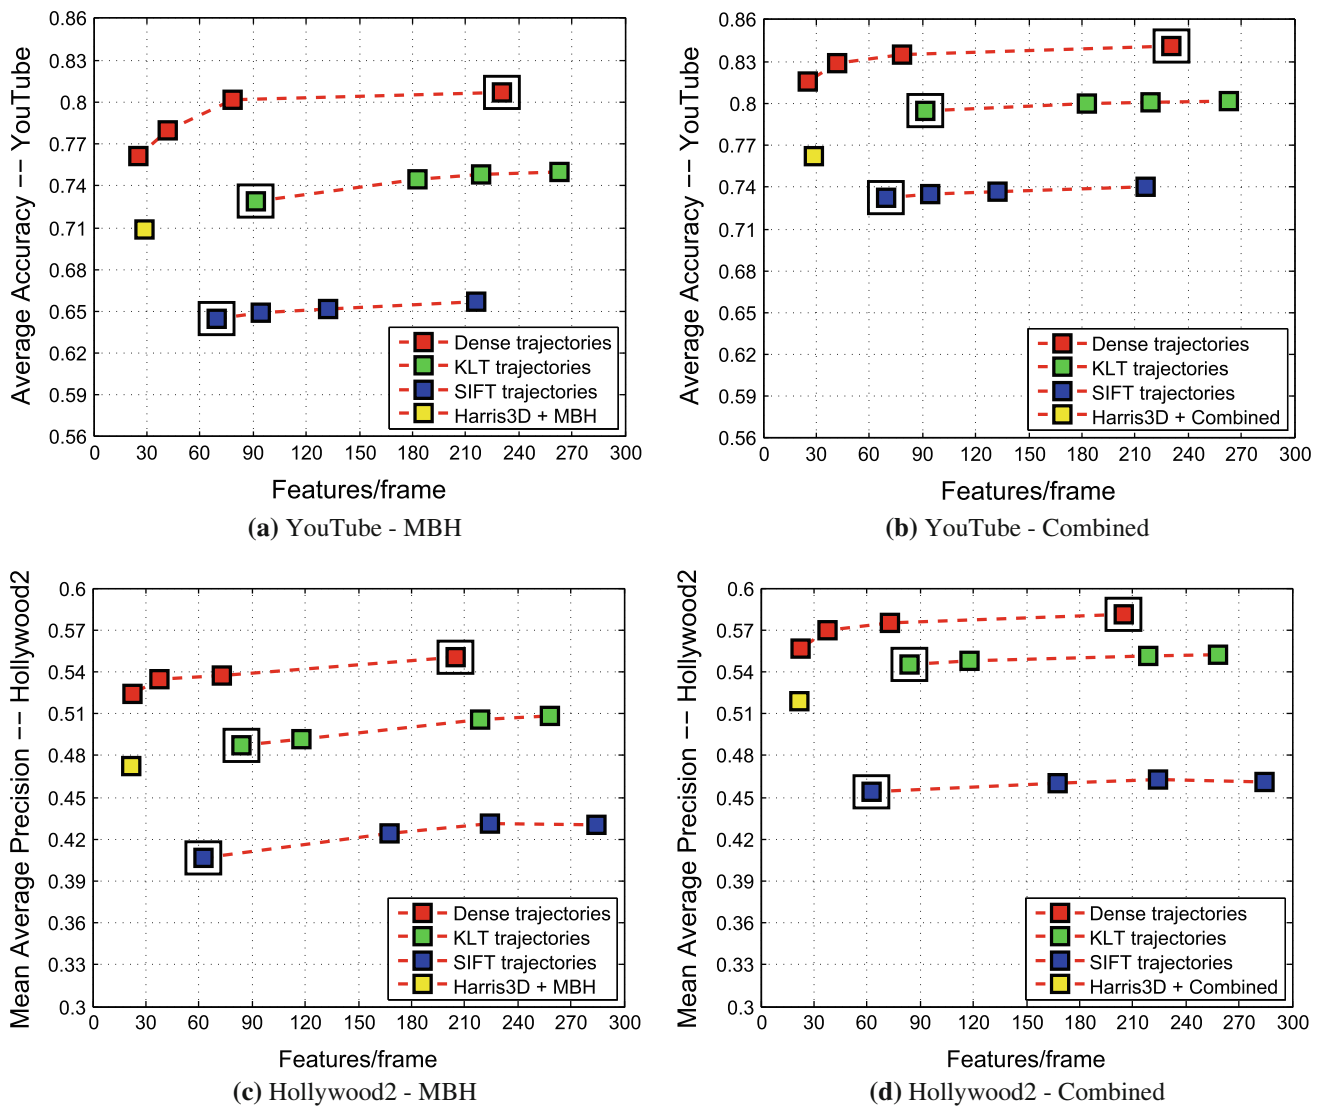 Average Accuracy -- YouTube
0.86
0.83
0.8
0.77
0.74
0.71
0.68
0.65
0.62
0.59
0.56
0 30 60 90 120 150 180 210 240 270 300
Dense trajectories
KLT trajectories
SIFT trajectories
Harris3D + MBH
Features/frame
(a) YouTube - MBH
Average Accuracy -- YouTube
0.86
0.83
0.8
0.77
0.74
0.71
0.68
0.65
0.62
0.59
0.56
0 30 60 90 120 150 180 210 240 270 300
Dense trajectories
KLT trajectories
SIFT trajectories
Harris3D + Combined
Features/frame
(b) YouTube - Combined
Mean Average Precision -- Hollywood2
0.6
0.57
0.54
0.51
0.48
0.45
0.42
0.39
0.36
0.33
0.3
0 30 60 90 120 150 180 210 240 270 300
Dense trajectories
KLT trajectories
SIFT trajectories
Harris3D + MBH
Features/frame
(c) Hollywood2 - MBH
Mean Average Precision -- Hollywood2
0.6
0.57
0.54
0.51
0.48
0.45
0.42
0.39
0.36
0.33
0.3
0 30 60 90 120 150 180 210 240 270 300
Dense trajectories
KLT trajectories
SIFT trajectories
Harris3D + Combined
Features/frame
(d) Hollywood2 - Combined